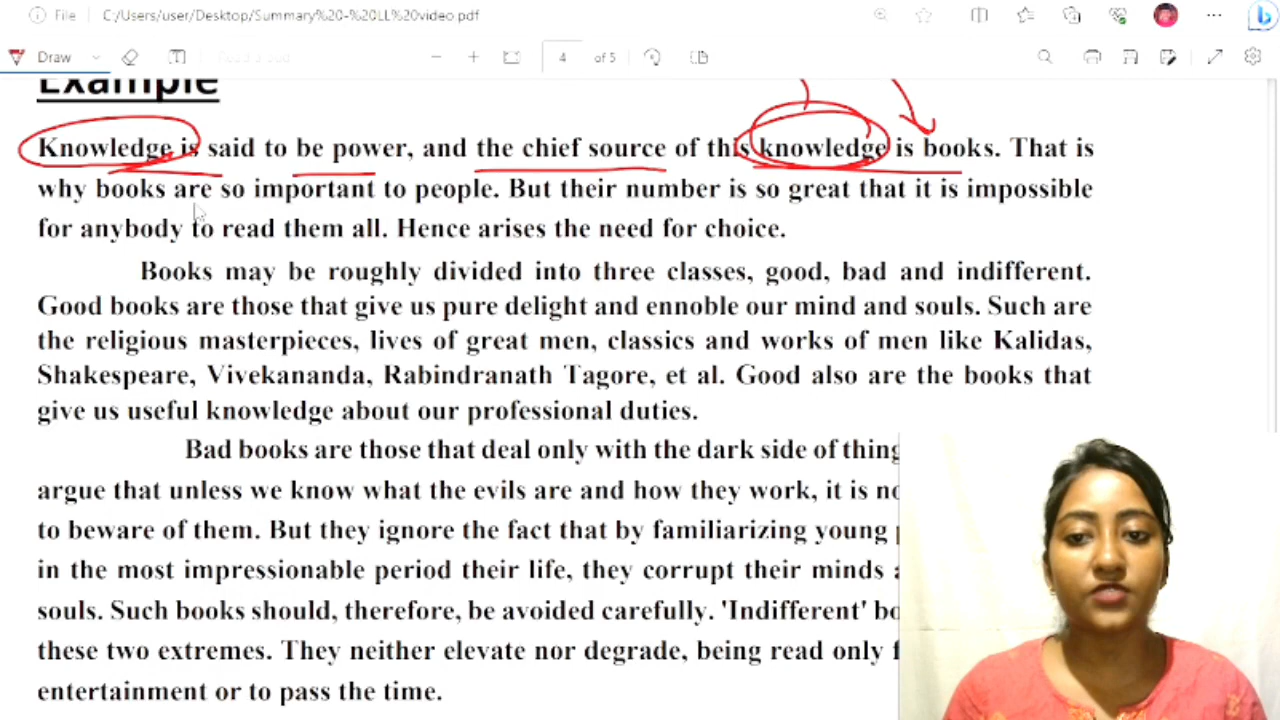 File C:/Users/user/Desktop/Summary%20-%20LL%20video.pdf
Draw 4 of 5
Example
Knowledge is said to be power, and the chief source of this knowledge is books. That is
why books are so important to people. But their number is so great that it is impossible
for anybody to read them all. Hence arises the need for choice.
Books may be roughly divided into three classes, good, bad and indifferent.
Good books are those that give us pure delight and ennoble our mind and souls. Such are
the religious masterpieces, lives of great men, classics and works of men like Kalidas,
Shakespeare, Vivekananda, Rabindranath Tagore, et al. Good also are the books that
give us useful knowledge about our professional duties.
Bad books are those that deal only with the dark side of thing
argue that unless we know what the evils are and how they work, it is no
to beware of them. But they ignore the fact that by familiarizing young
in the most impressionable period their life, they corrupt their minds
souls. Such books should, therefore, be avoided carefully. 'Indifferent' bo
these two extremes. They neither elevate nor degrade, being read only f
entertainment or to pass the time.